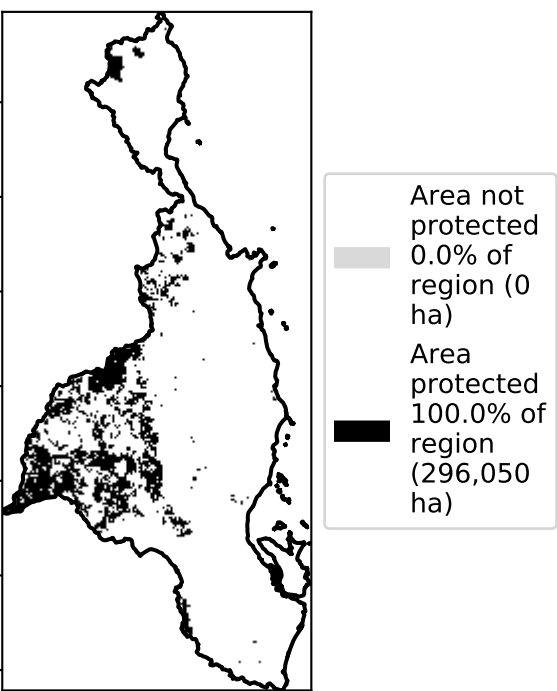 Area not
protected
0.0% of
region (0
ha)
Area
protected
100.0% of
region
(296,050
ha)